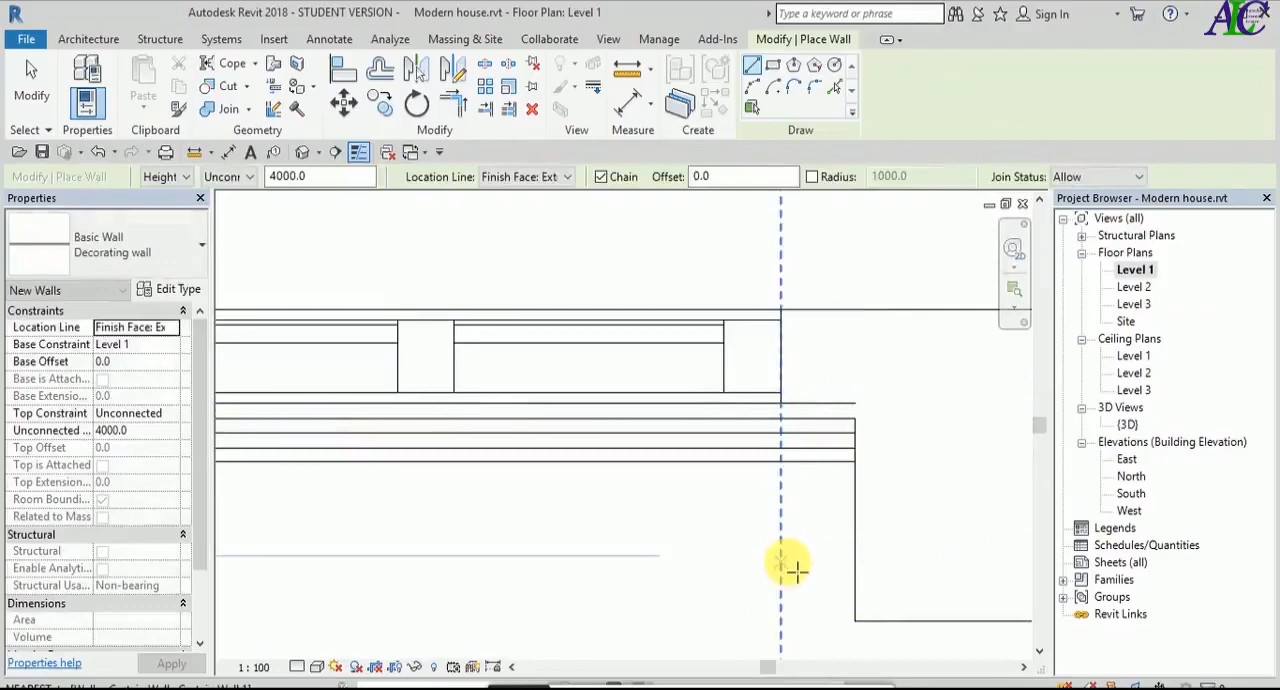 Autodesk Revit 2018 - STUDENT VERSION - Modern house.rvt - Floor Plan: Level 1
Type a keyword or phrase
Sign In
ALC
File Architecture Structure Systems Insert Annotate Analyze Massing & Site Collaborate View Manage Add-Ins Modify | Place Wall
Modify
Paste
Cope
Cut
Join
Select Properties Clipboard Geometry Modify View Measure Create Draw
Modify | Place Wall Height Unconr 4000.0 Location Line: Finish Face: Ext Chain Offset: 0.0 Radius: 1000.0 Join Status: Allow
Properties
Basic Wall
Decorating wall
New Walls Edit Type
Constraints
Location Line Finish Face: Ex
Base Constraint Level 1
Base Offset 0.0
Base is Attach...
Base Extensio... 0.0
Top Constraint Unconnected
Unconnected ... 4000.0
Top Offset 0.0
Top is Attached
Top Extension... 0.0
Room Boundi...
Related to Mass
Structural
Structural
Enable Analyti...
Structural Usa... Non-bearing
Dimensions
Area
Volume
Properties help Apply
2D
1 : 100
Project Browser - Modern house.rvt
Views (all)
Structural Plans
Floor Plans
Level 1
Level 2
Level 3
Site
Ceiling Plans
Level 1
Level 2
Level 3
3D Views
{3D}
Elevations (Building Elevation)
East
North
South
West
Legends
Schedules/Quantities
Sheets (all)
Families
Groups
Revit Links